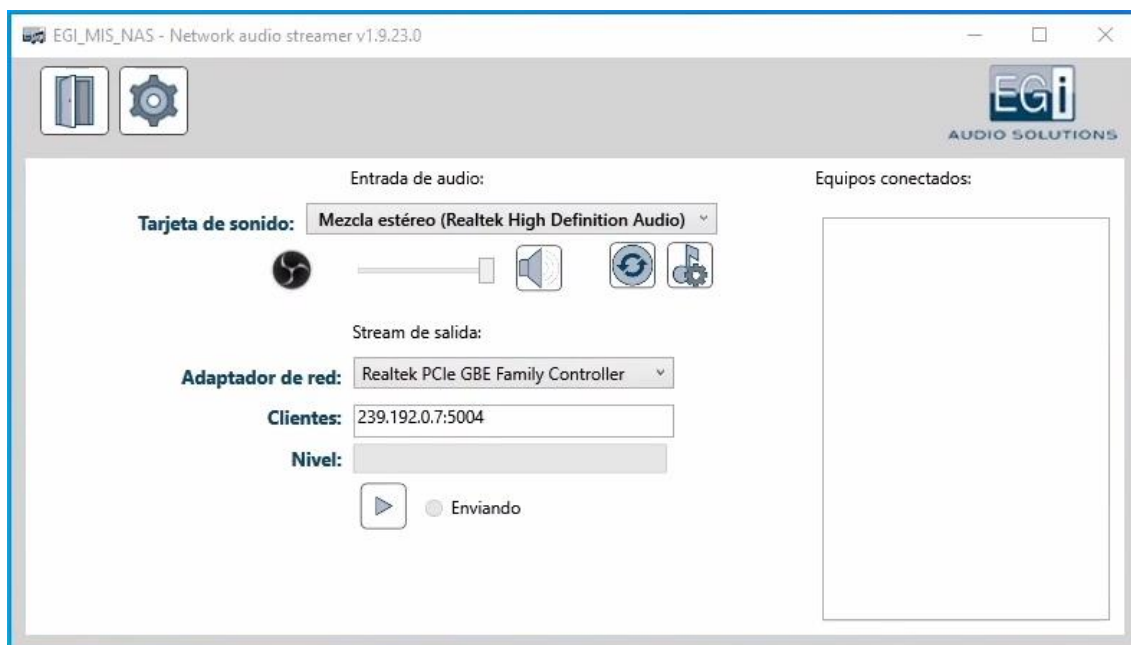 EGI_MIS_NAS - Network audio streamer v1.9.23.0
EGi
AUDIO SOLUTIONS
Entrada de audio:
Equipos conectados:
Tarjeta de sonido: Mezcla estéreo (Realtek High Definition Audio)
Stream de salida:
Adaptador de red: Realtek PCIe GBE Family Controller
Clientes: 239.192.0.7:5004
Nivel:
Enviando